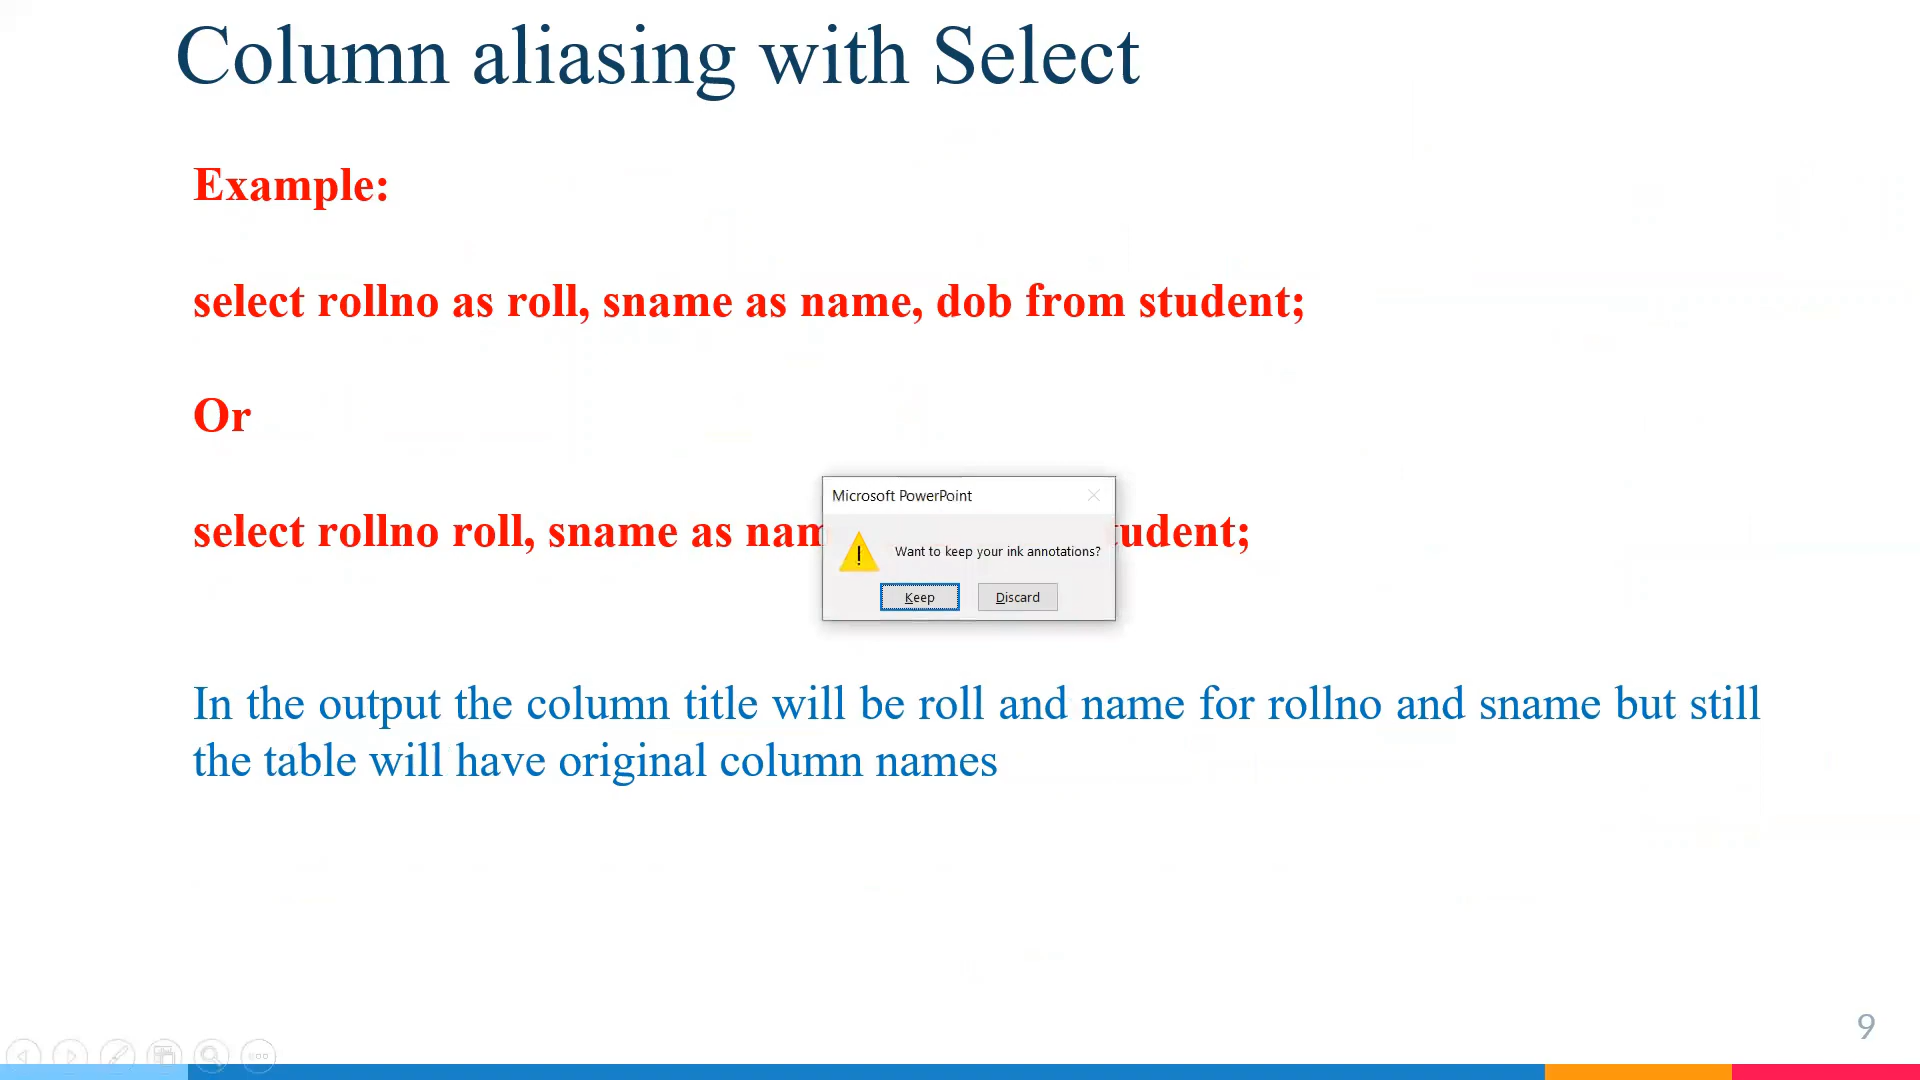 Column aliasing with Select
Example:
select rollno as roll, sname as name, dob from student;
Or
select rollno roll, sname as nam tudent;
Microsoft PowerPoint
Want to keep your ink annotations?
Keep Discard
In the output the column title will be roll and name for rollno and sname but still
the table will have original column names
9